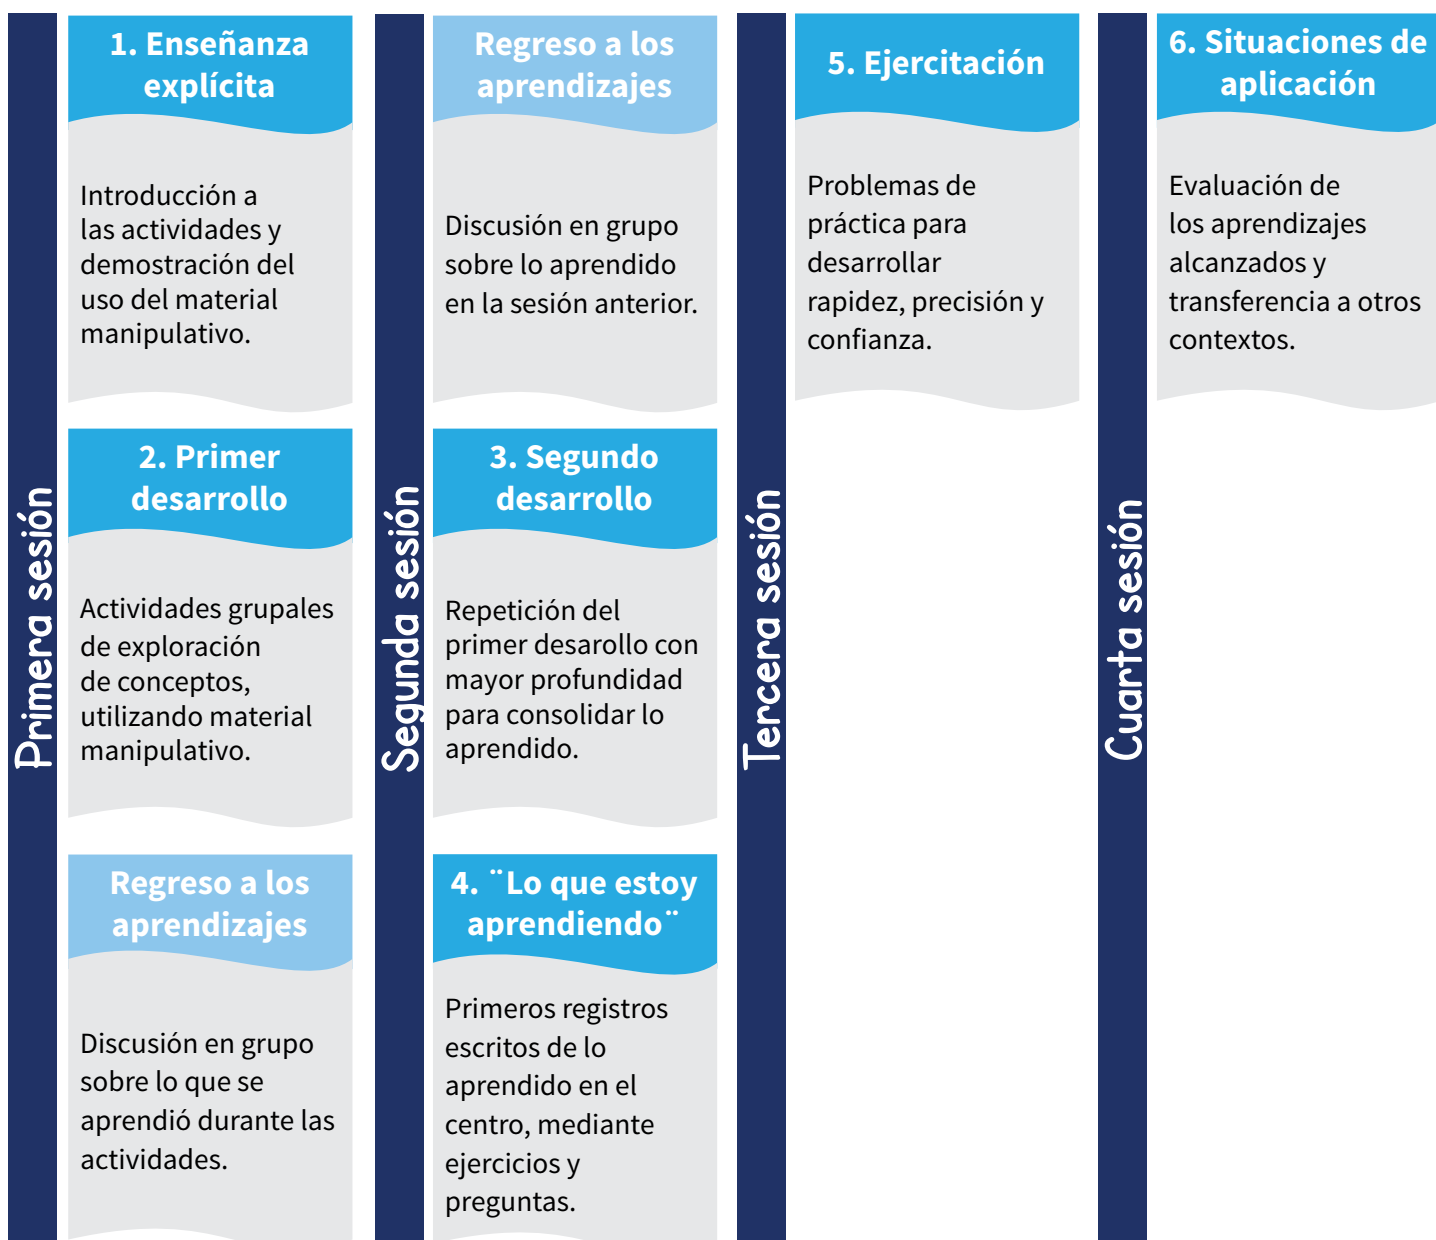 Primera sesión
1. Enseñanza
explícita
Introducción a
las actividades y
demostración del
uso del material
manipulativo.
2. Primer
desarrollo
Actividades grupales
de exploración
de conceptos,
utilizando material
manipulativo.
Regreso a los
aprendizajes
Discusión en grupo
sobre lo que se
aprendió durante las
actividades.
Segunda sesión
Regreso a los
aprendizajes
Discusión en grupo
sobre lo aprendido
en la sesión anterior.
3. Segundo
desarrollo
Repetición del
primer desarollo con
mayor profundidad
para consolidar lo
aprendido.
4. ¨Lo que estoy
aprendiendo¨
Primeros registros
escritos de lo
aprendido en el
centro, mediante
ejercicios y
preguntas.
Tercera sesión
5. Ejercitación
Problemas de
práctica para
desarrollar
rapidez, precisión y
confianza.
Cuarta sesión
6. Situaciones de
aplicación
Evaluación de
los aprendizajes
alcanzados y
transferencia a otros
contextos.